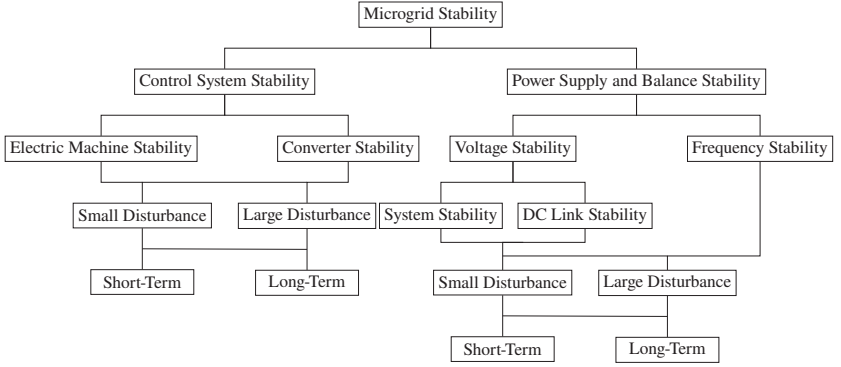 Microgrid Stability
Control System Stability
Power Supply and Balance Stability
Electric Machine Stability
Converter Stability
Voltage Stability
Frequency Stability
Small Disturbance
Large Disturbance
System Stability
DC Link Stability
Short-Term
Long-Term
Small Disturbance
Large Disturbance
Short-Term
Long-Term